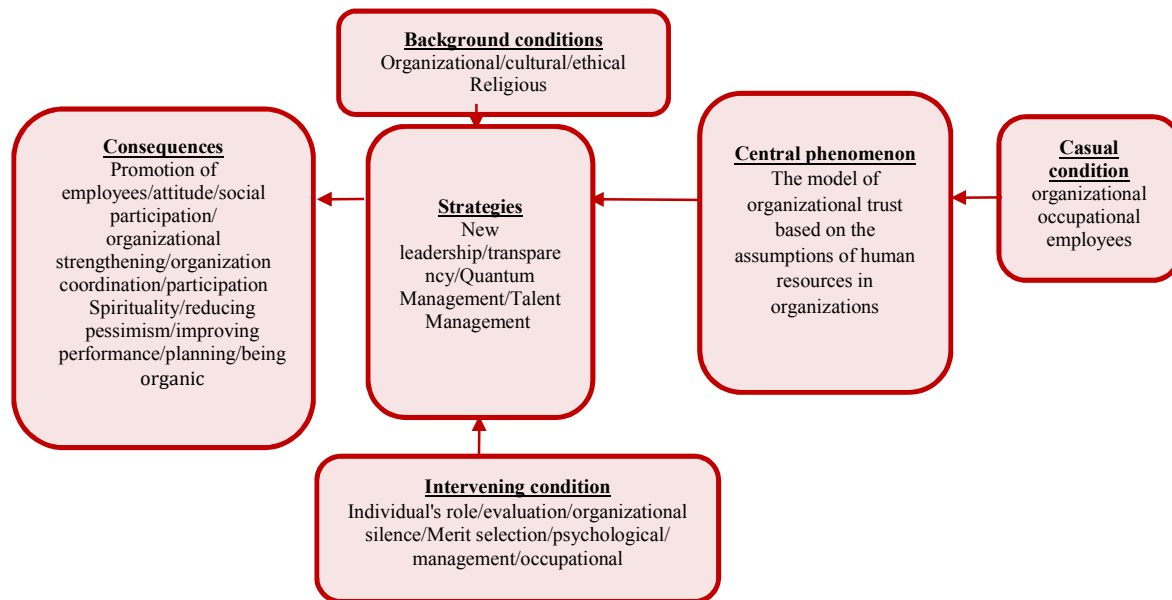 Background conditions
Organizational/cultural/ethical
Religious
Consequences
Promotion of
employees/attitude/social
participation/
organizational
strengthening/organization
coordination/participation
Spirituality/reducing
pessimism/improving
performance/planning/being
organic
Strategies
New
leadership/transpare
ncy/Quantum
Management/Talent
Management
Central phenomenon
The model of
organizational trust
based on the
assumptions of human
resources in
organizations
Casual
condition
organizational
occupational
employees
Intervening condition
Individual's role/evaluation/organizational
silence/Merit selection/psychological/
management/occupational